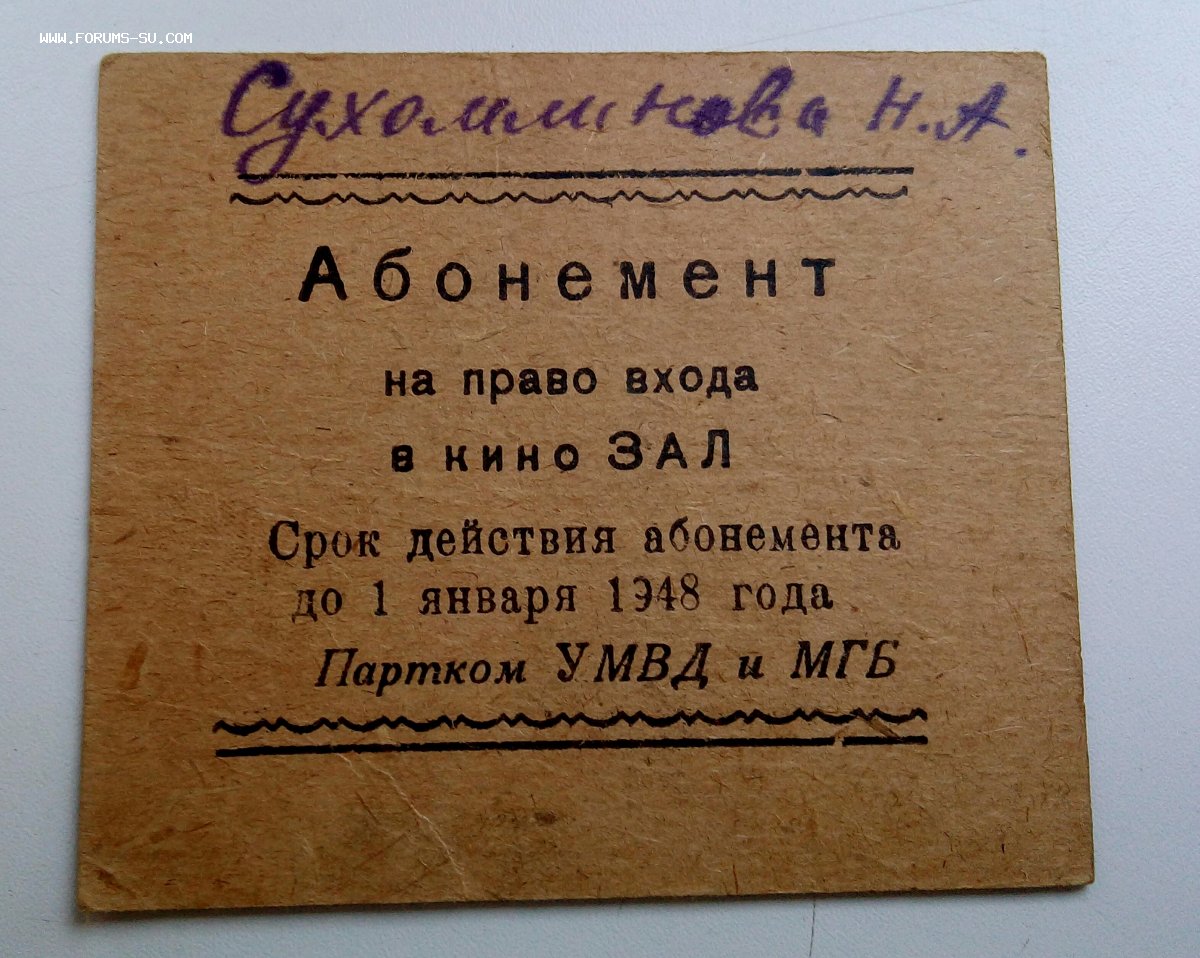 WWW.FORUMS-SU.COM
Сухомлинова Н.А.
Абонемент
на право входа
в кино ЗАЛ
Срок действия абонемента
до 1 января 1948 года
Партком УМВД и МГБ